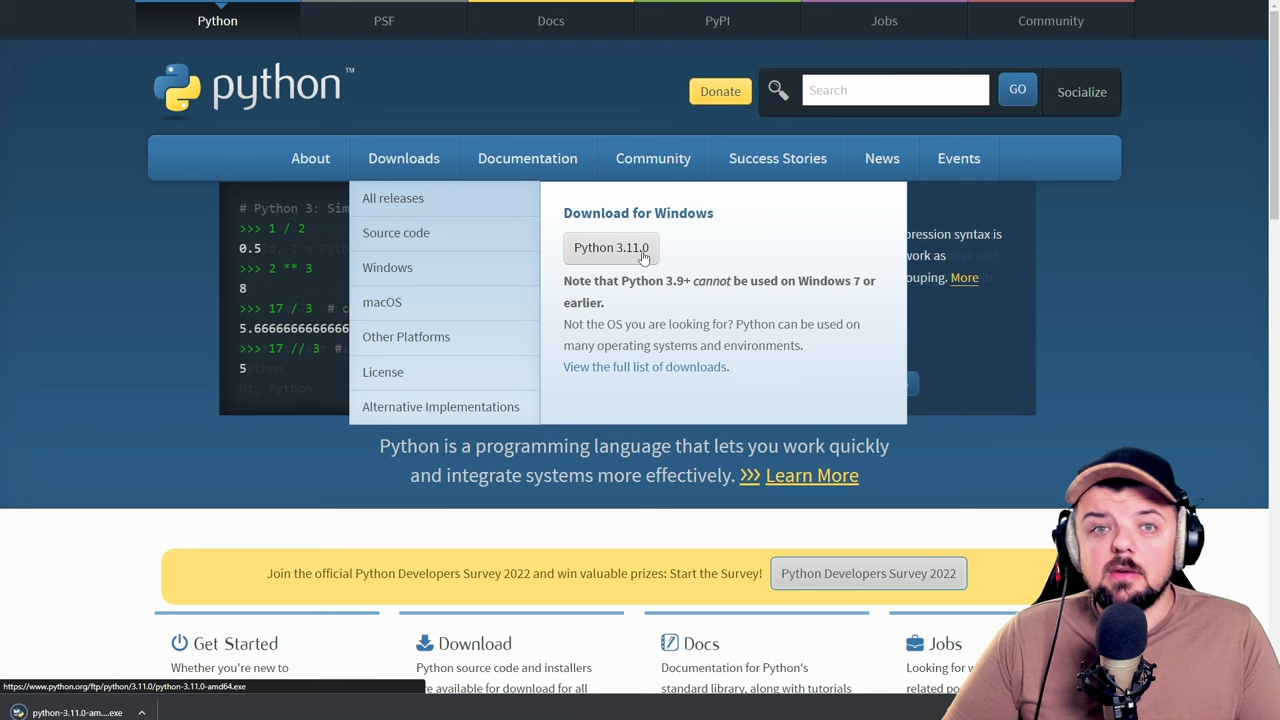 Python
PSF
Docs
PyPI
Jobs
Community
python™
Donate
Search
GO
Socialize
About
Downloads
Documentation
Community
Success Stories
News
Events
# Python 3: Sim
>>> 1 / 2
0.5
>>> 2 ** 3
8
>>> 17 / 3 # c
5.66666666666666
>>> 17 // 3 #
5
Hi, Python.
All releases
Source code
Windows
macOS
Other Platforms
License
Alternative Implementations
Download for Windows
Python 3.11.0
Note that Python 3.9+ cannot be used on Windows 7 or
earlier.
Not the OS you are looking for? Python can be used on
many operating systems and environments.
View the full list of downloads.
pression syntax is
work as
ouping. More
Python is a programming language that lets you work quickly
and integrate systems more effectively. >>> Learn More
Join the official Python Developers Survey 2022 and win valuable prizes: Start the Survey!
Python Developers Survey 2022
Get Started
Whether you're new to
Download
Python source code and installers
are available for download for all
Docs
Documentation for Python's
standard library, along with tutorials
Jobs
Looking for w
related po
https://www.python.org/ftp/python/3.11.0/python-3.11.0-amd64.exe
python-3.11.0-am....exe